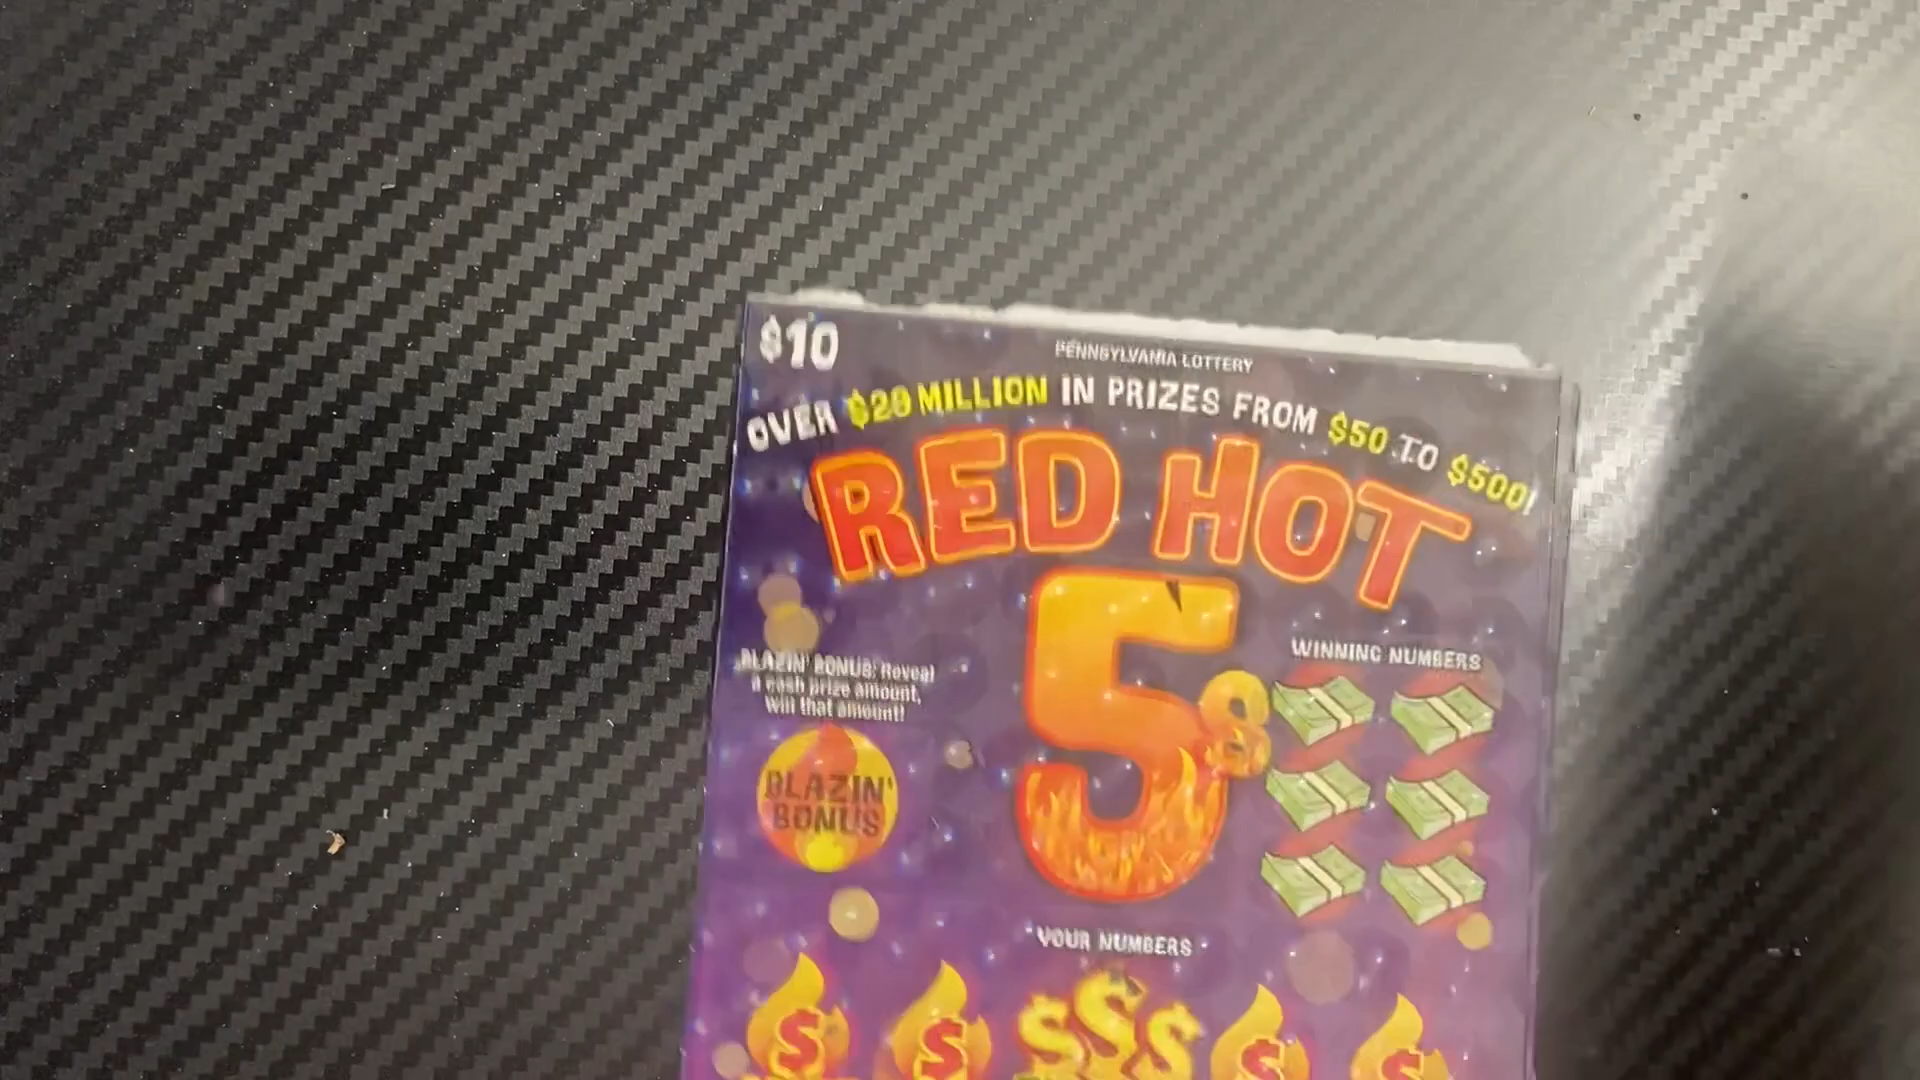 $10
PENNSYLVANIA LOTTERY
OVER $20 MILLION IN PRIZES FROM $50 TO $500!
RED HOT
5s
BLAZIN' BONUS: Reveal
a cash prize amount,
win that amount!
WINNING NUMBERS
BLAZIN'
BONUS
YOUR NUMBERS
$ $ $$$ $ $